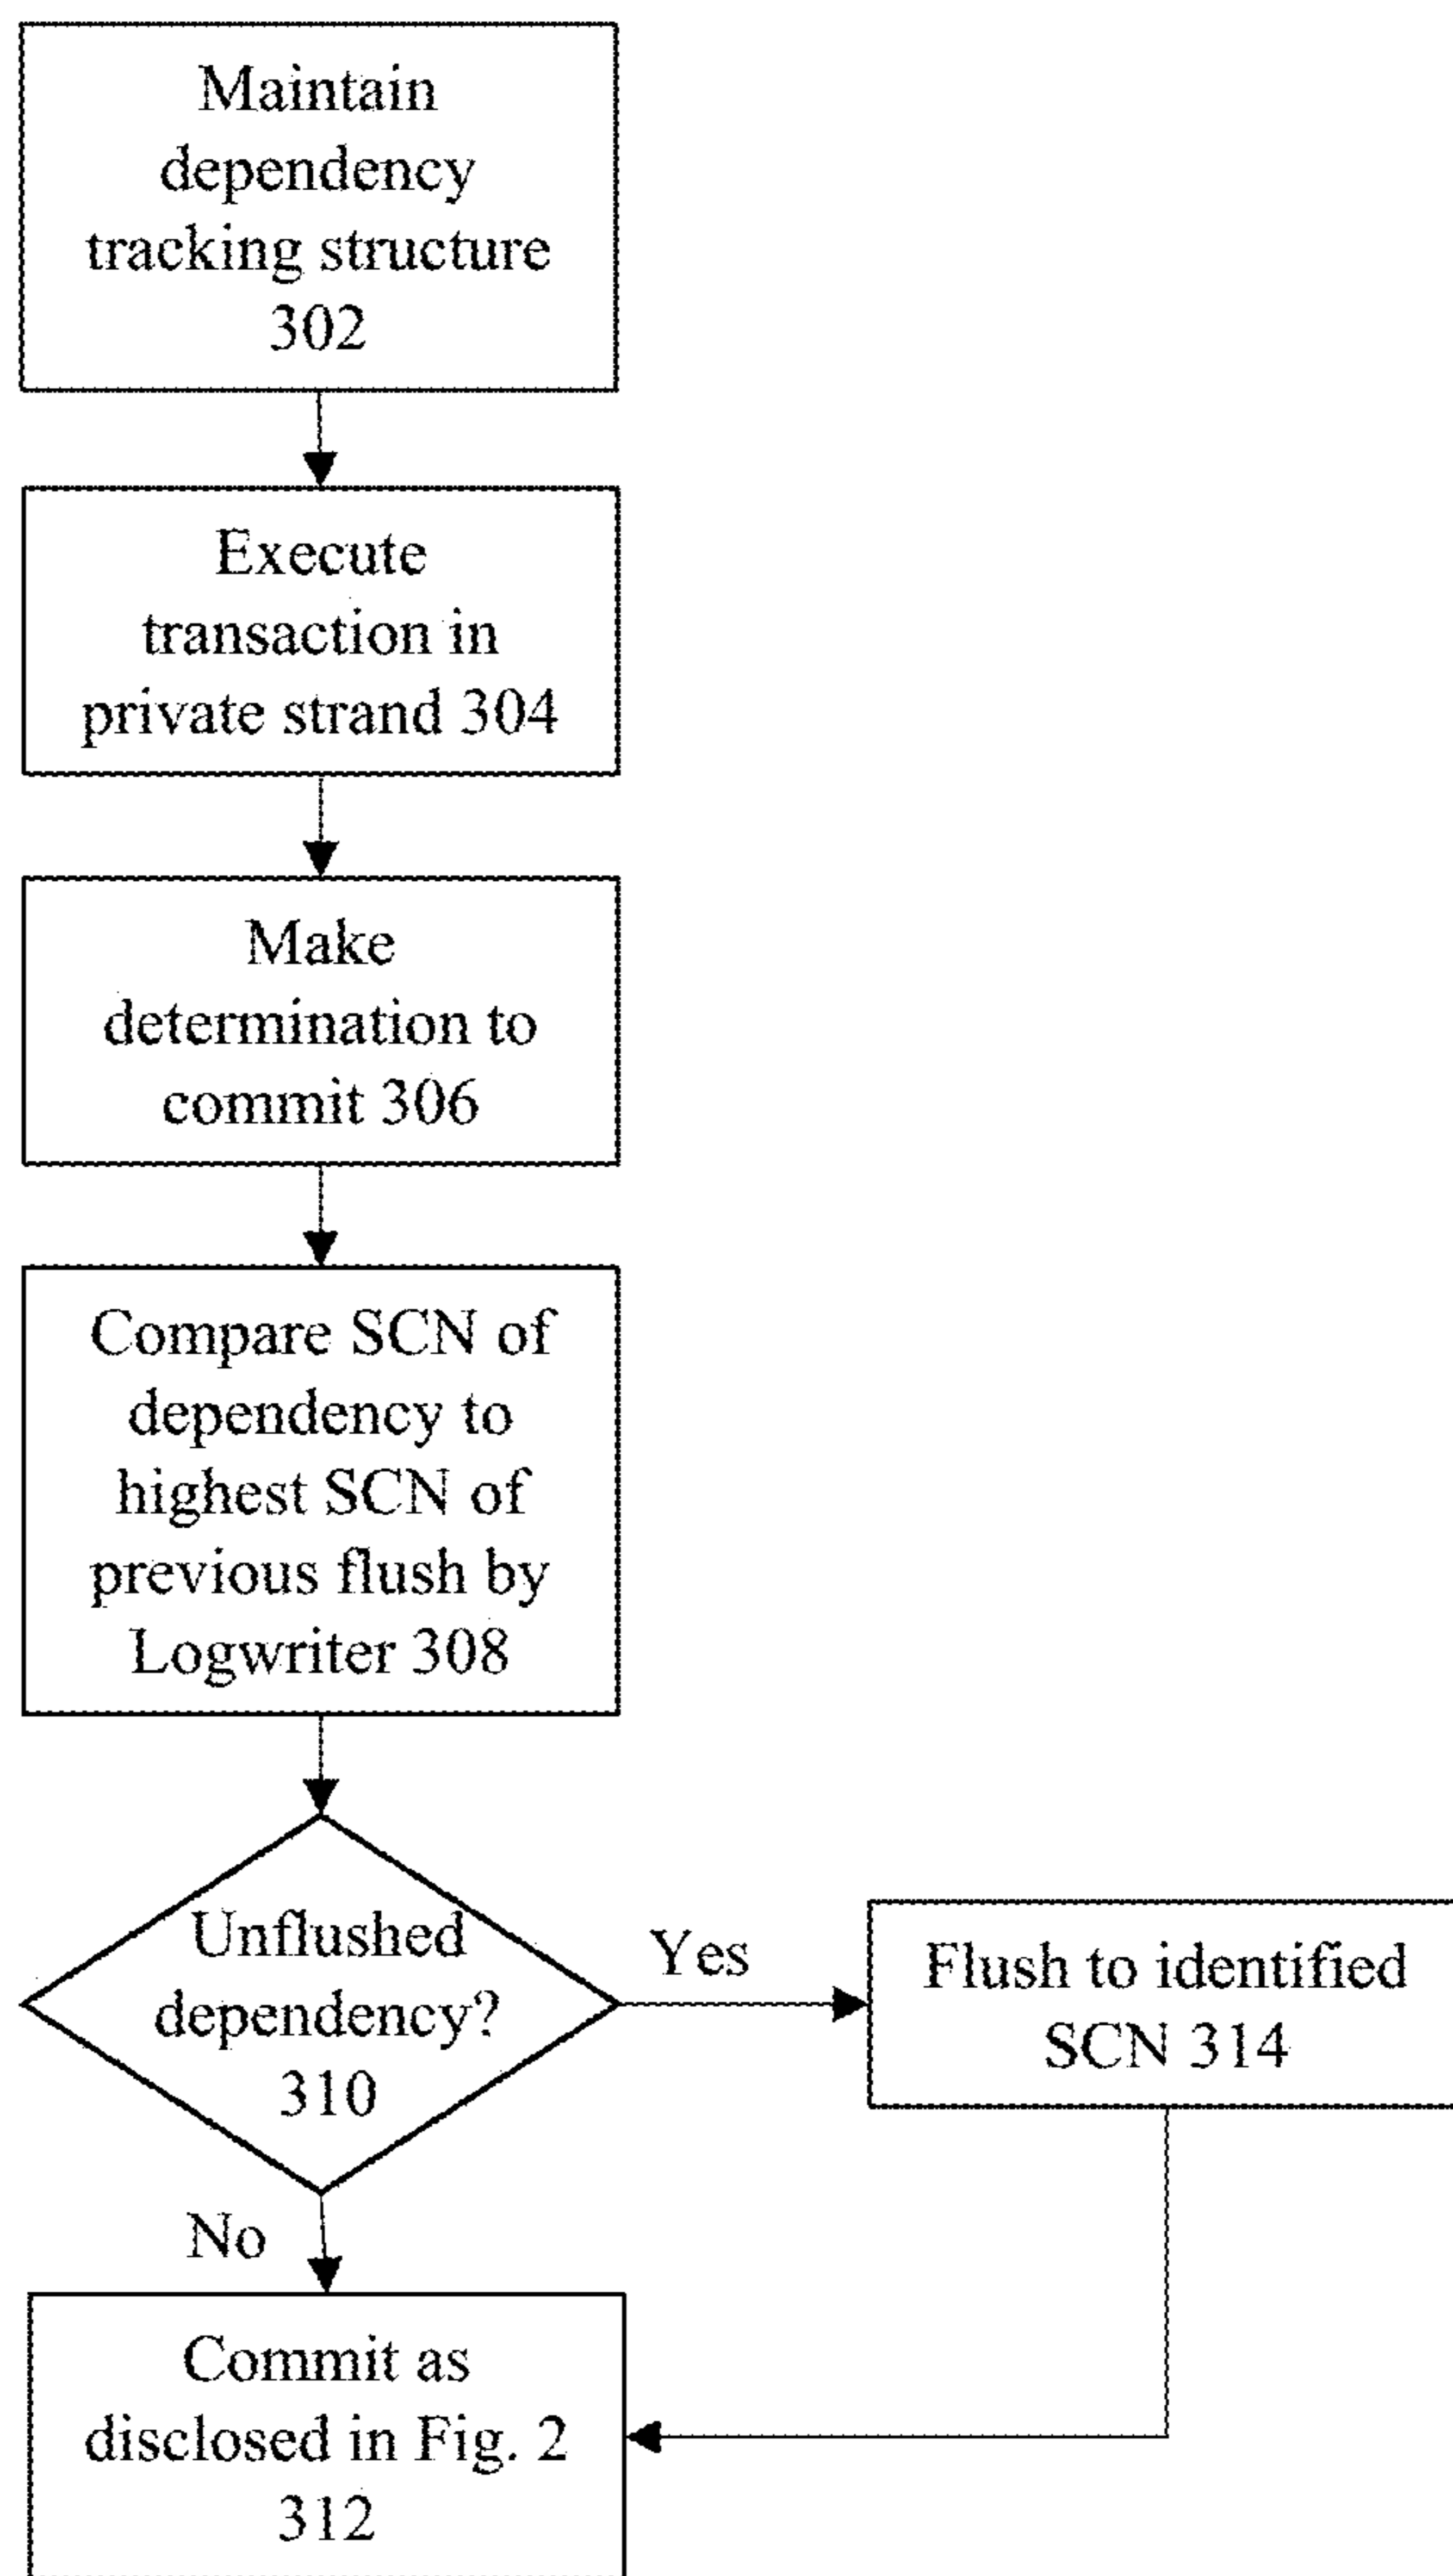 Maintain
dependency
tracking structure
302
Execute
transaction in
private strand 304
Make
determination to
commit 306
Compare SCN of
dependency to
highest SCN of
previous flush by
Logwriter 308
Unflushed
dependency?
310
Yes
Flush to identified
SCN 314
No
Commit as
disclosed in Fig. 2
312